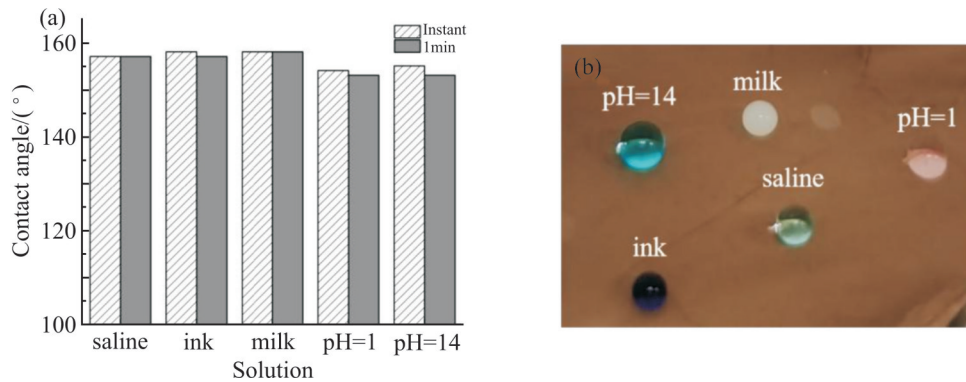 (a)
Instant
1min
Contact angle/(°)
160
140
120
100
saline
ink
milk
pH=1
pH=14
Solution
(b)
milk
pH=14
pH=1
saline
ink